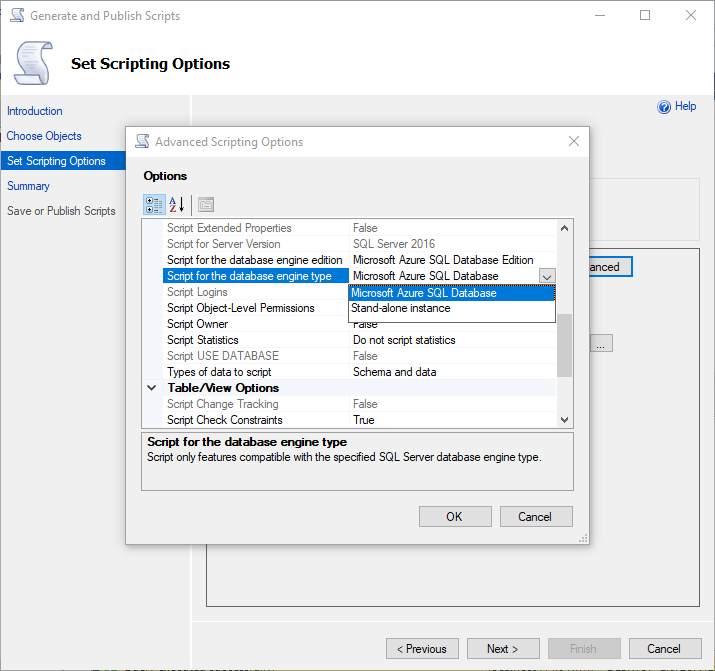 Generate and Publish Scripts
Set Scripting Options
Help
Introduction
Choose Objects
Set Scripting Options
Summary
Save or Publish Scripts
Advanced Scripting Options
Options
Script Extended Properties False
Script for Server Version SQL Server 2016
Script for the database engine edition Microsoft Azure SQL Database Edition
Script for the database engine type Microsoft Azure SQL Database
Microsoft Azure SQL Database
Stand-alone instance
Script Logins
Script Object-Level Permissions
Script Owner False
Script Statistics Do not script statistics
Script USE DATABASE False
Types of data to script Schema and data
Table/View Options
Script Change Tracking False
Script Check Constraints True
Script for the database engine type
Script only features compatible with the specified SQL Server database engine type.
OK Cancel
anced
...
< Previous Next > Finish Cancel